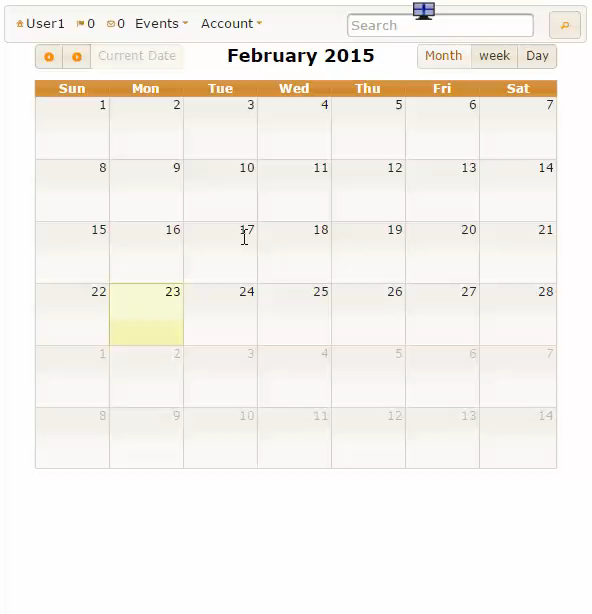 User1 0 0 Events Account Search
Current Date February 2015 Month week Day
Sun Mon Tue Wed Thu Fri Sat
1 2 3 4 5 6 7
8 9 10 11 12 13 14
15 16 17 18 19 20 21
22 23 24 25 26 27 28
1 2 3 4 5 6 7
8 9 10 11 12 13 14